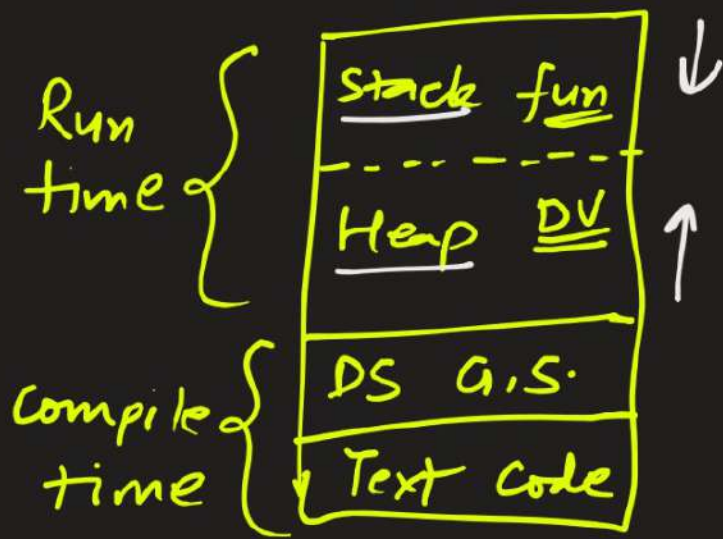 Run
time
Stack fun
Heap DV
Compile
time
DS G.S.
Text Code